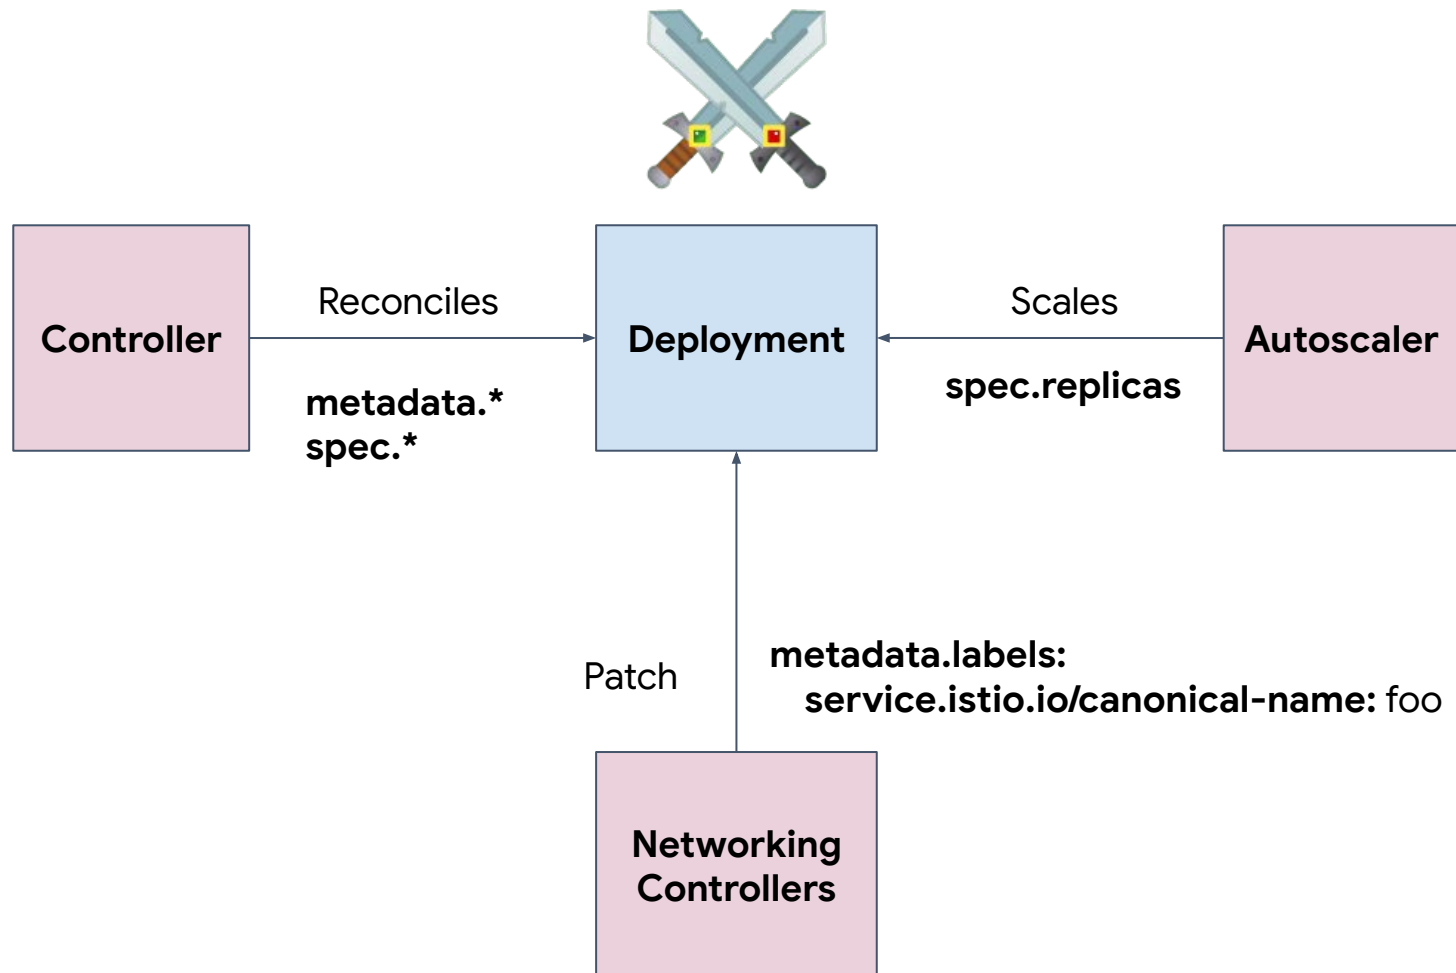 Controller
Reconciles
metadata.*
spec.*
Deployment
Scales
spec.replicas
Autoscaler
Patch
metadata.labels:
service.istio.io/canonical-name: foo
Networking
Controllers